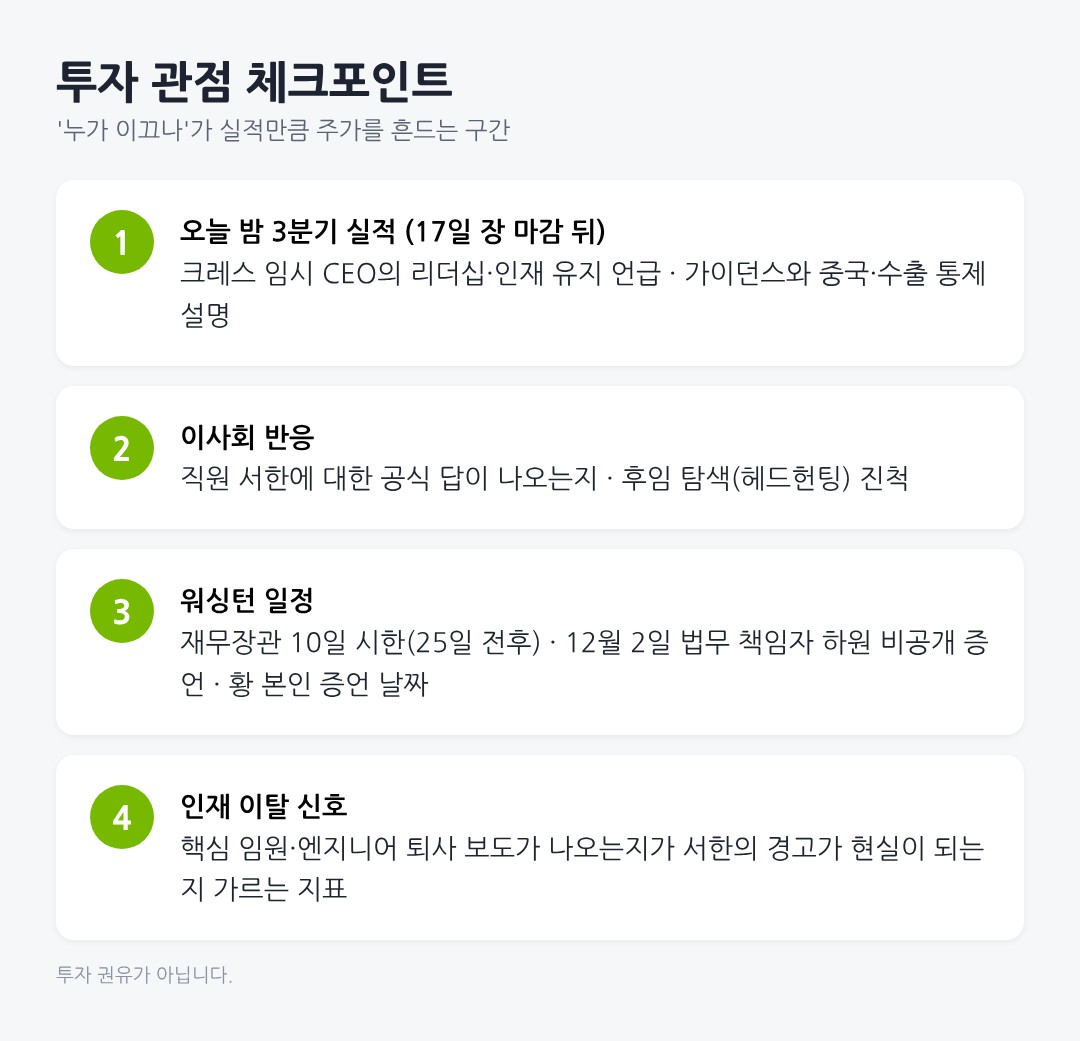 투자 관점 체크포인트
'누가 이끄나'가 실적만큼 주가를 흔드는 구간
1
오늘 밤 3분기 실적 (17일 장 마감 뒤)
크레스 임시 CEO의 리더십·인재 유지 언급 · 가이던스와 중국·수출 통제
설명
2
이사회 반응
직원 서한에 대한 공식 답이 나오는지 · 후임 탐색(헤드헌팅) 진척
3
워싱턴 일정
재무장관 10일 시한(25일 전후) · 12월 2일 법무 책임자 하원 비공개 증
언 · 황 본인 증언 날짜
4
인재 이탈 신호
핵심 임원·엔지니어 퇴사 보도가 나오는지가 서한의 경고가 현실이 되는
지 가르는 지표
투자 권유가 아닙니다.